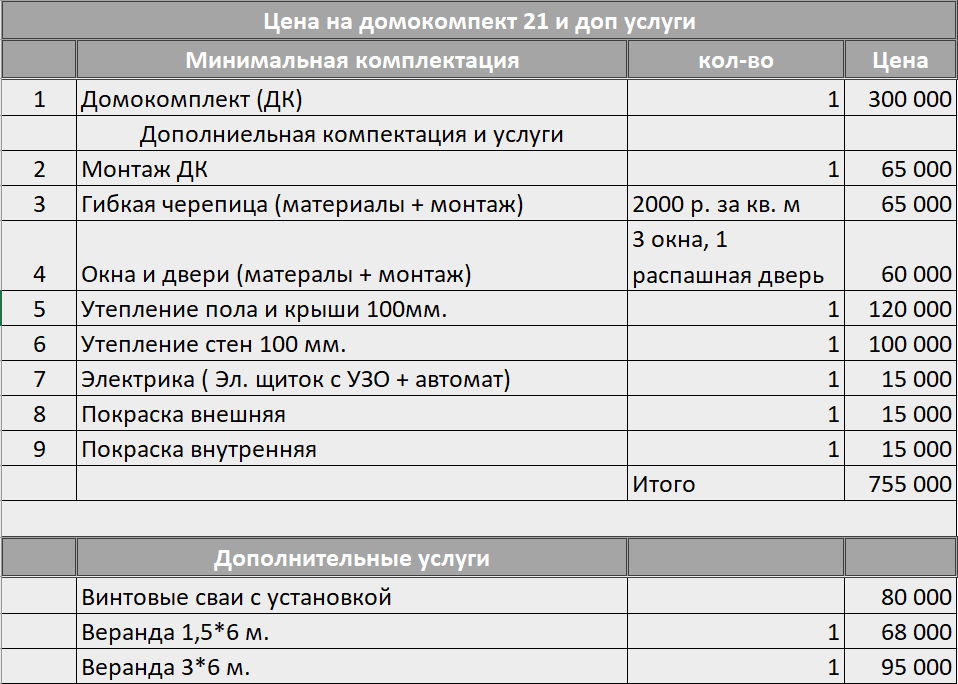 Цена на домокомпект 21 и доп услуги
Минимальная комплектация кол-во Цена
1 Домокомплект (ДК) 1 300 000
Дополниельная компектация и услуги
2 Монтаж ДК 1 65 000
3 Гибкая черепица (материалы + монтаж) 2000 р. за кв. м 65 000
3 окна, 1
4 Окна и двери (матералы + монтаж) распашная дверь 60 000
5 Утепление пола и крыши 100мм. 1 120 000
6 Утепление стен 100 мм. 1 100 000
7 Электрика ( Эл. щиток с УЗО + автомат) 1 15 000
8 Покраска внешняя 1 15 000
9 Покраска внутренняя 1 15 000
Итого 755 000
Дополнительные услуги
Винтовые сваи с установкой 80 000
Веранда 1,5*6 м. 1 68 000
Веранда 3*6 м. 1 95 000